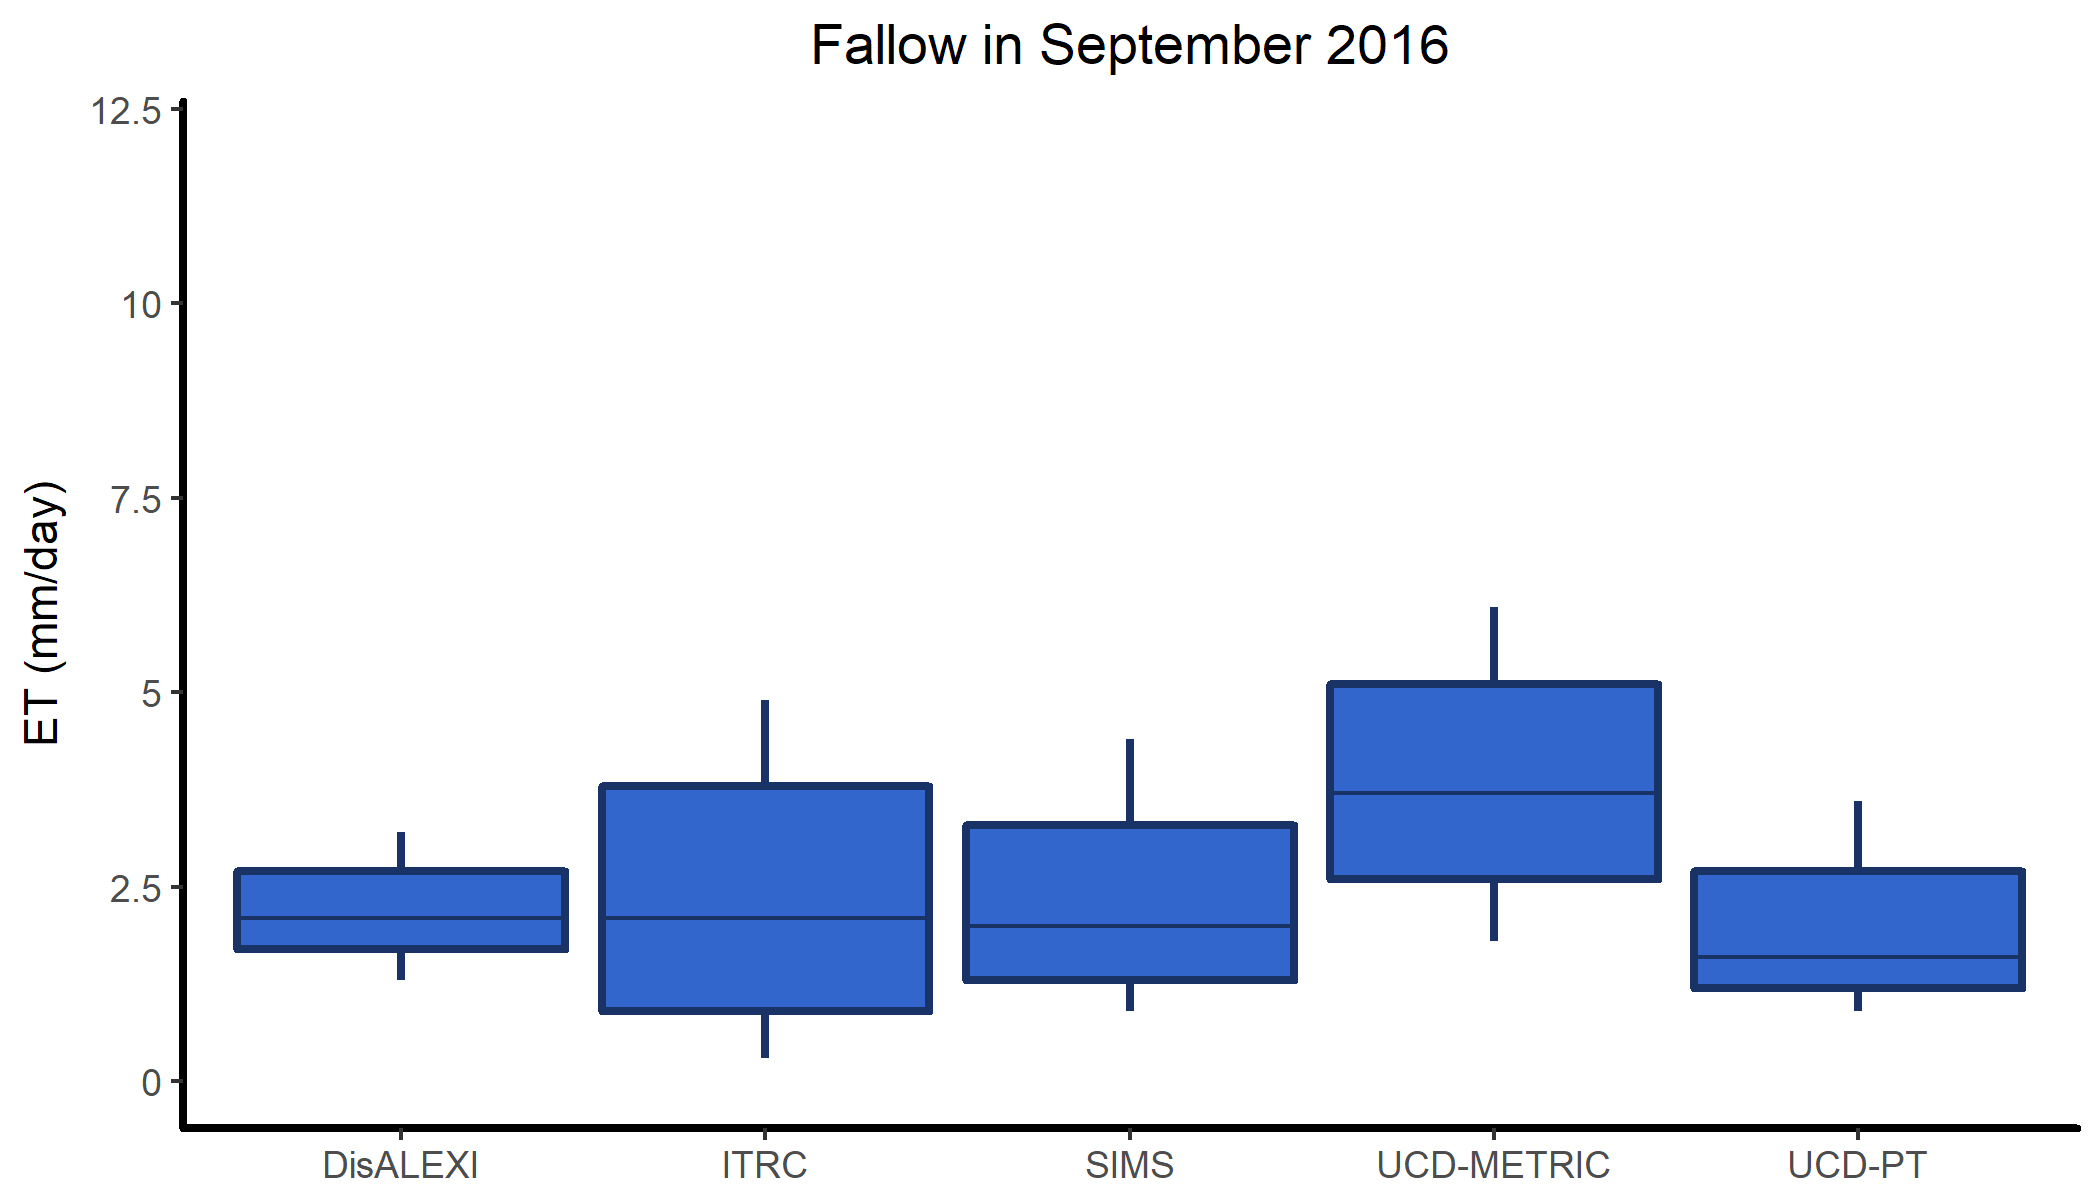 Fallow in September 2016
ET (mm/day)
12.5
10
7.5
5
2.5
0
DisALEXI ITRC SIMS UCD-METRIC UCD-PT